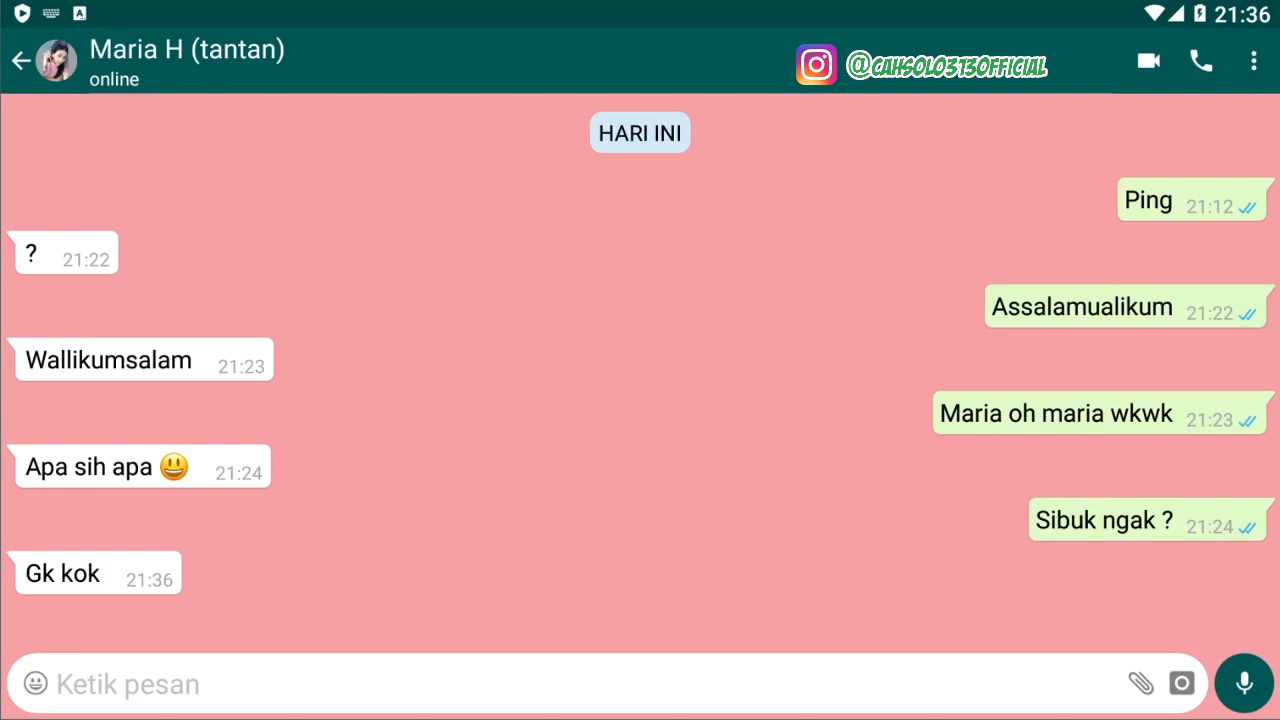 21:36
Maria H (tantan)
online
@CAHSOLO313OFFICIAL
HARI INI
Ping 21:12
? 21:22
Assalamualikum 21:22
Wallikumsalam 21:23
Maria oh maria wkwk 21:23
Apa sih apa 😃 21:24
Sibuk ngak ? 21:24
Gk kok 21:36
Ketik pesan